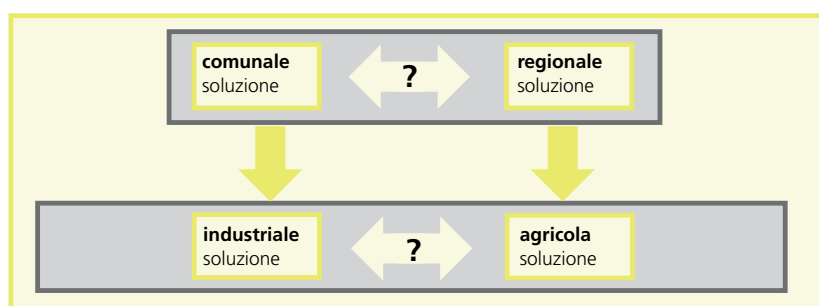 comunale
soluzione
?
regionale
soluzione
industriale
soluzione
?
agricola
soluzione